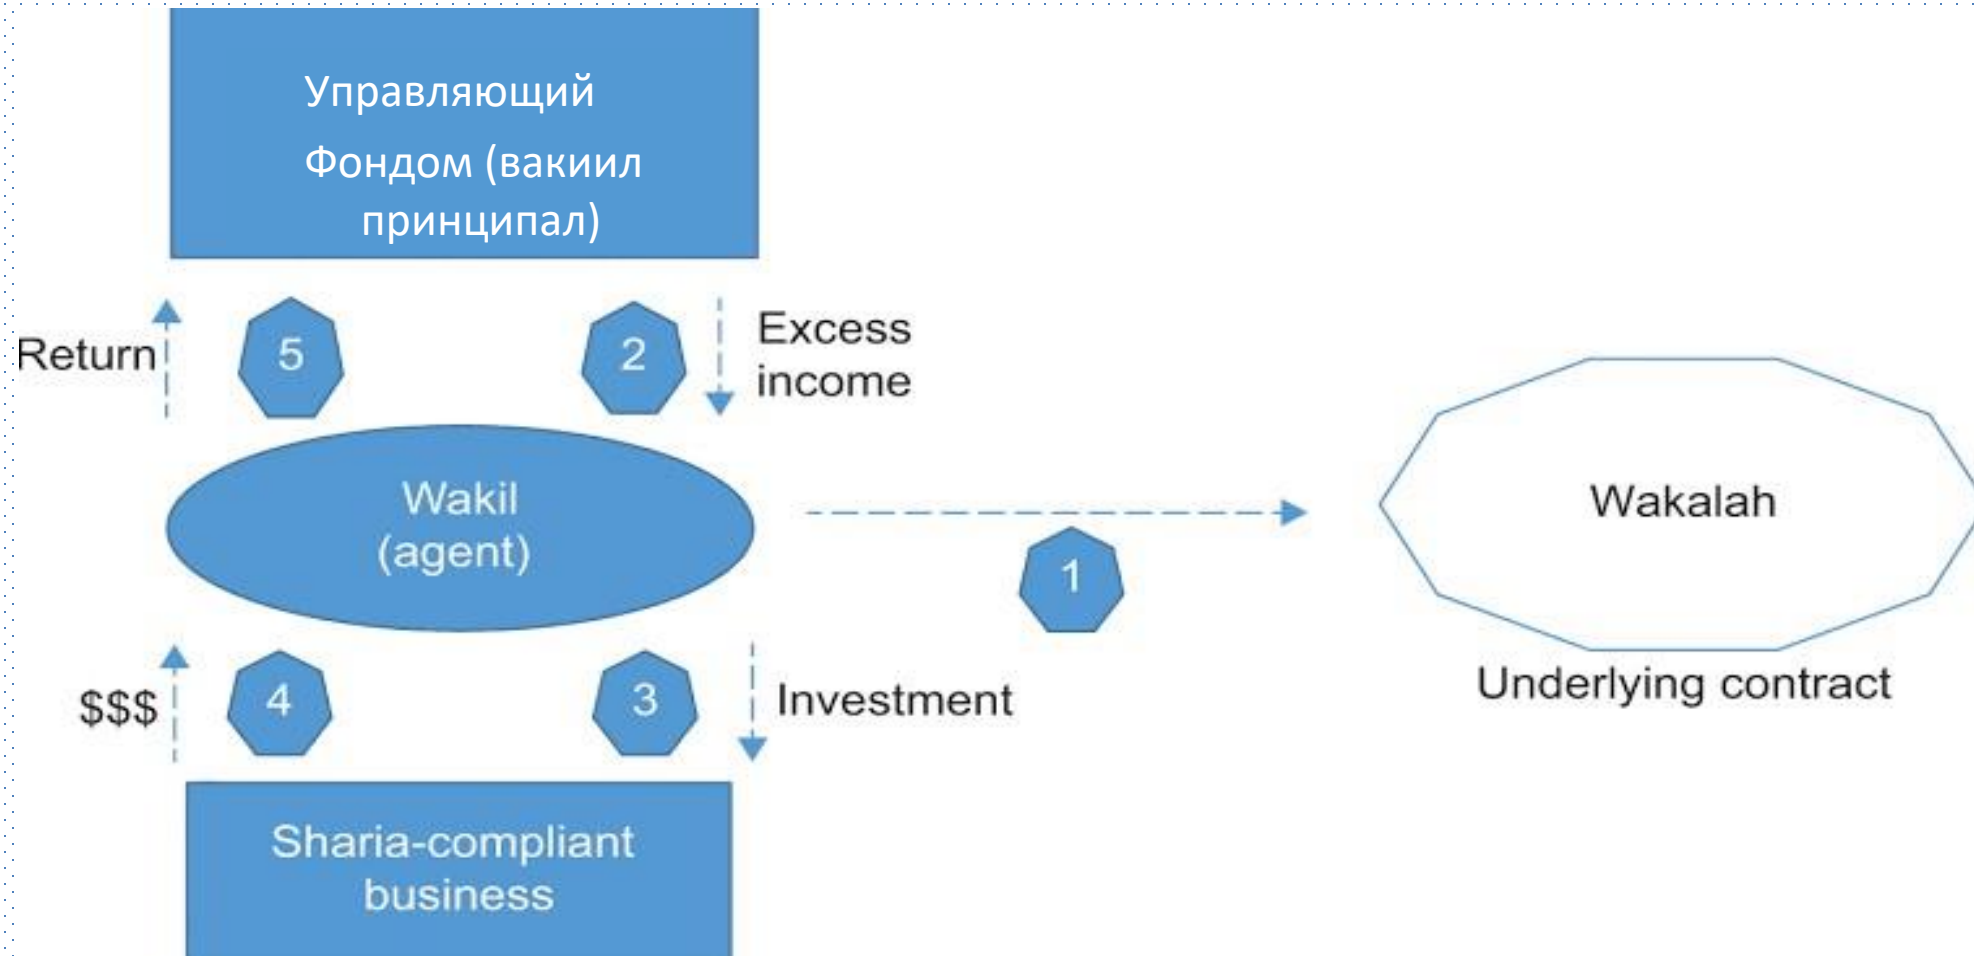 Управляющий
Фондом (вакиил
принципал)
Return
5
2
Excess
income
Wakil
(agent)
1
Wakalah
Underlying contract
$$$
4
3
Investment
Sharia-compliant
business